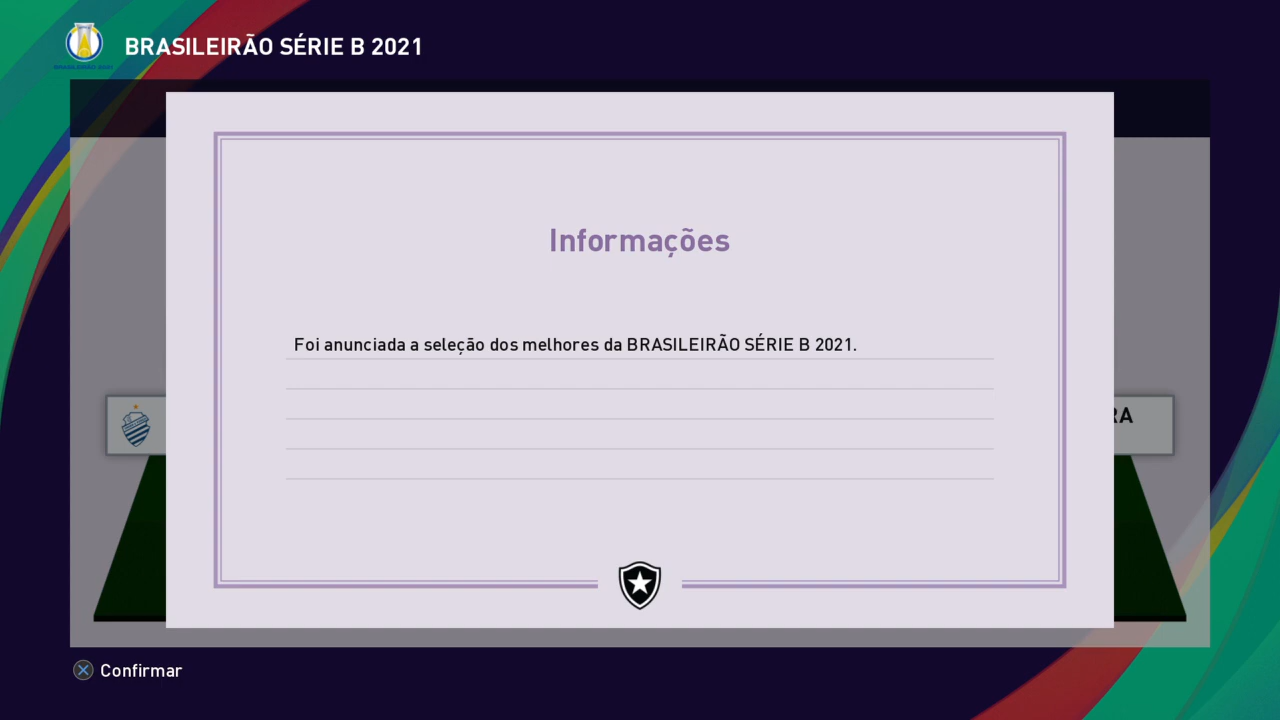 BRASILEIRÃO SÉRIE B 2021
Informações
Foi anunciada a seleção dos melhores da BRASILEIRÃO SÉRIE B 2021.
RA
Confirmar